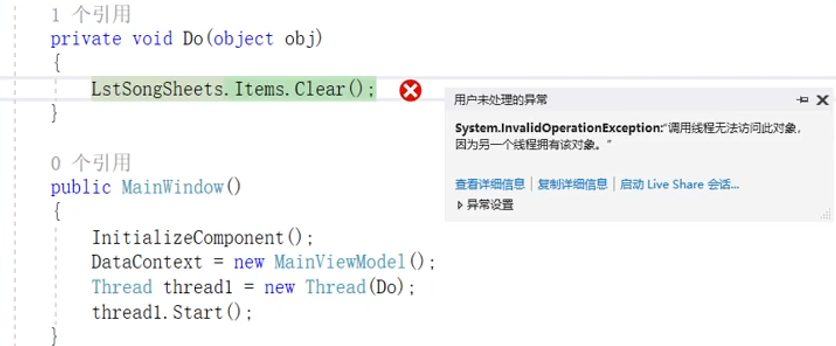 1 个引用
private void Do(object obj)
{
LstSongSheets.Items.Clear();
}
0 个引用
public MainWindow()
{
InitializeComponent();
DataContext = new MainViewModel();
Thread thread1 = new Thread(Do);
thread1.Start();
}
用户未处理的异常
System.InvalidOperationException:“调用线程无法访问此对象，
因为另一个线程拥有该对象。”
查看详细信息 | 复制详细信息 | 启动 Live Share 会话...
异常设置